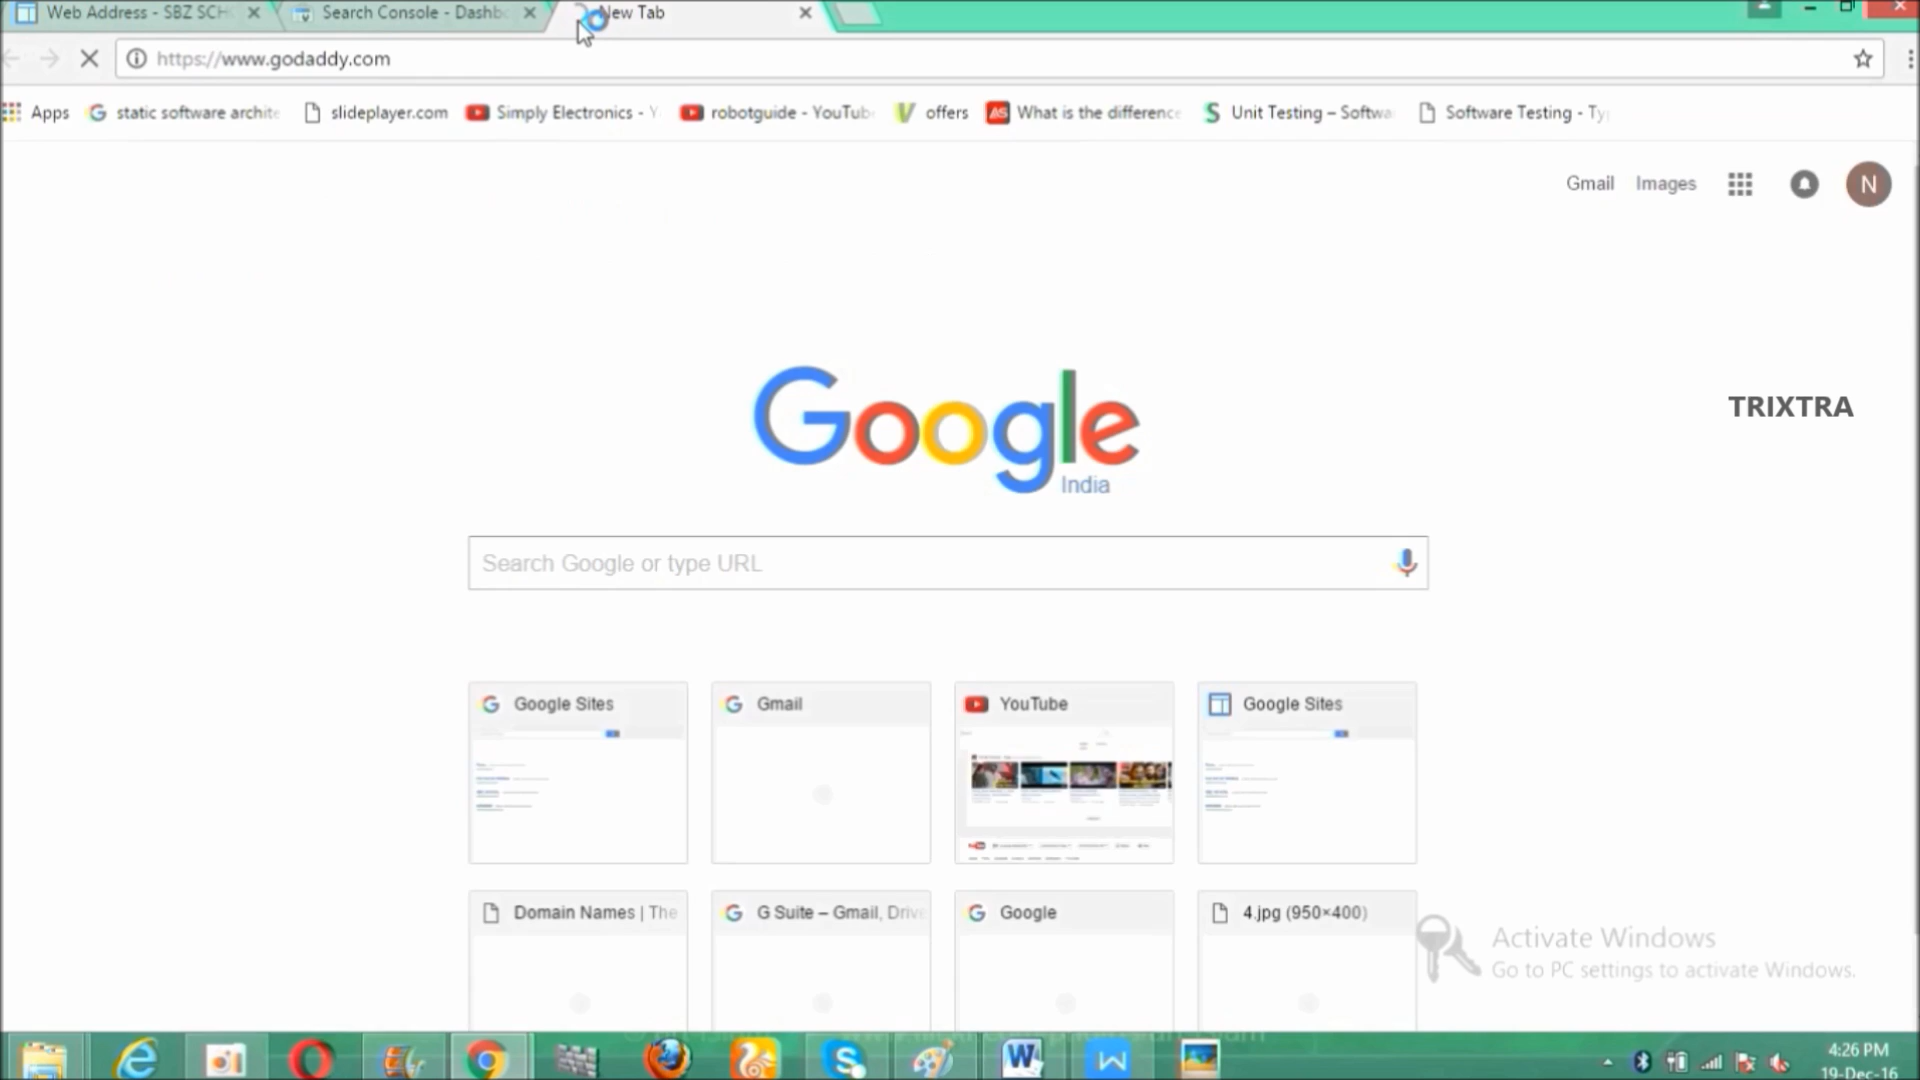 Web Address - SBZ SCH
Search Console - Dashb
New Tab
https://www.godaddy.com
Apps
static software archite
slideplayer.com
Simply Electronics - Y
robotguide - YouTub
offers
What is the difference
Unit Testing – Softwa
Software Testing - Ty
Gmail
Images
N
Google
India
TRIXTRA
Search Google or type URL
Google Sites
Gmail
YouTube
Google Sites
Domain Names | The
G Suite – Gmail, Drive
Google
4.jpg (950×400)
Activate Windows
Go to PC settings to activate Windows.
4:26 PM
19-Dec-16